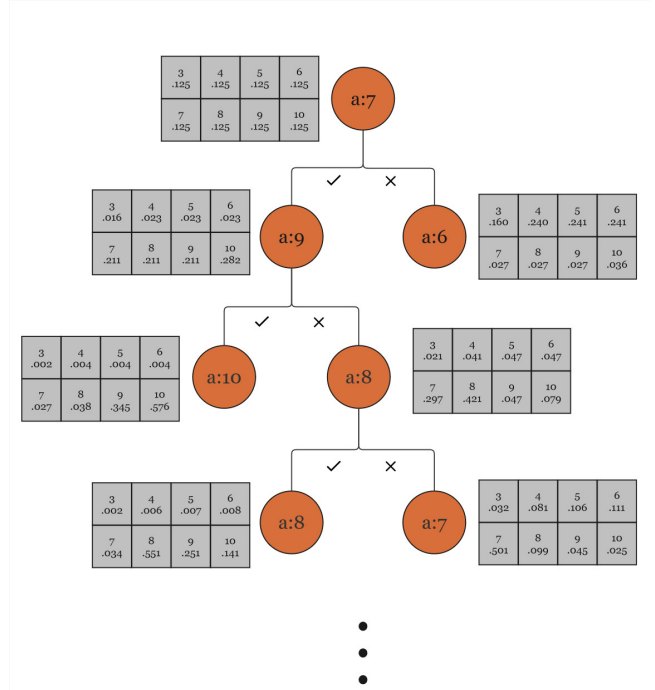 3 4 5 6
.125 .125 .125 .125
7 8 9 10
.125 .125 .125 .125
a:7
✓ ×
3 4 5 6
.016 .023 .023 .023
7 8 9 10
.211 .211 .211 .282
a:9
a:6
3 4 5 6
.160 .240 .241 .241
7 8 9 10
.027 .027 .027 .036
✓ ×
3 4 5 6
.002 .004 .004 .004
7 8 9 10
.027 .038 .345 .576
a:10
a:8
3 4 5 6
.021 .041 .047 .047
7 8 9 10
.297 .421 .047 .079
✓ ×
3 4 5 6
.002 .006 .007 .008
7 8 9 10
.034 .551 .251 .141
a:8
a:7
3 4 5 6
.032 .081 .106 .111
7 8 9 10
.501 .099 .045 .025